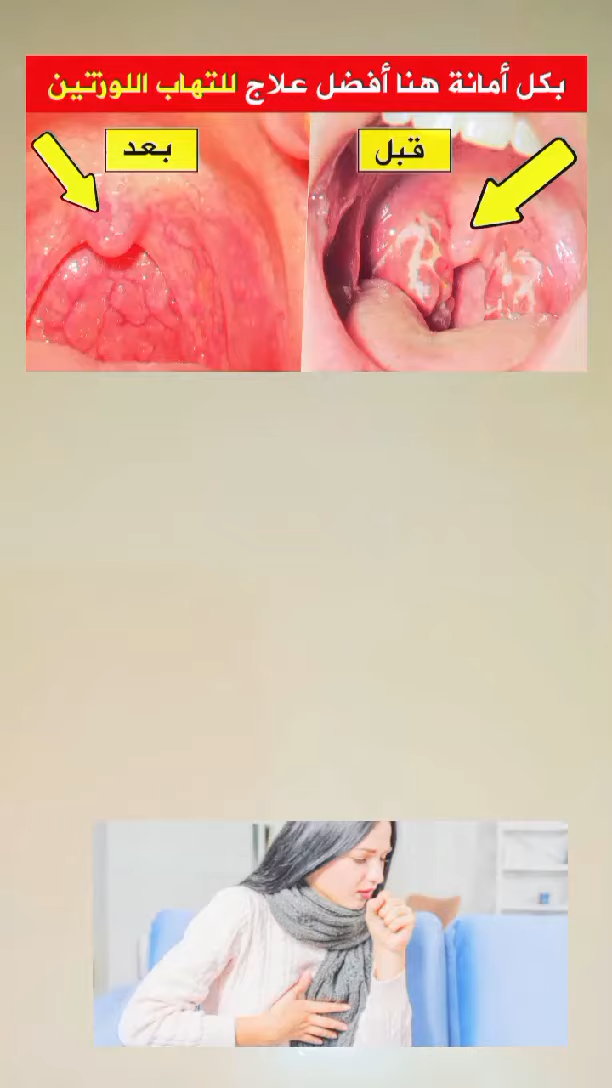 بكل أمانة هنا أفضل علاج للتهاب اللوزتين
قبل
بعد